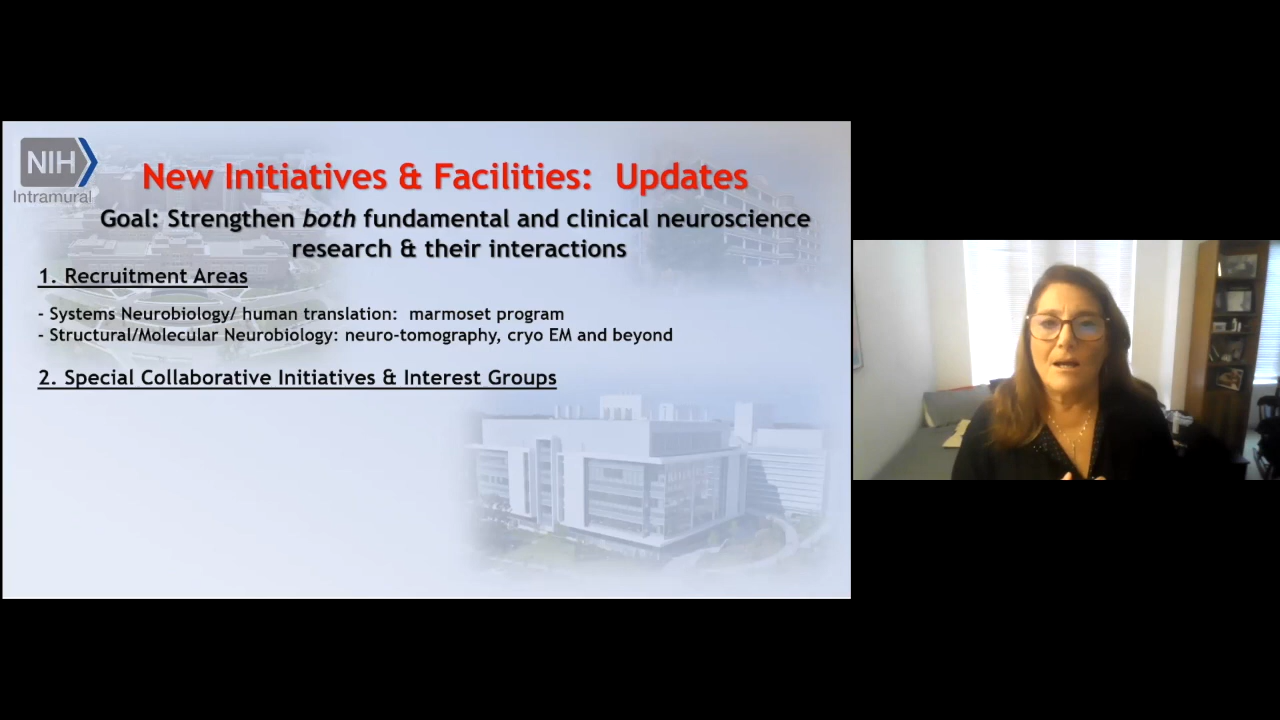 NIH
Intramural
New Initiatives & Facilities: Updates
Goal: Strengthen both fundamental and clinical neuroscience
research & their interactions
1. Recruitment Areas
- Systems Neurobiology/ human translation: marmoset program
- Structural/Molecular Neurobiology: neuro-tomography, cryo EM and beyond
2. Special Collaborative Initiatives & Interest Groups